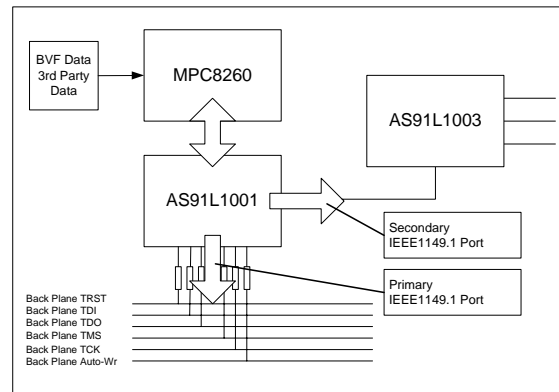 BVF Data
3rd Party
Data
MPC8260
AS91L1003
AS91L1001
Secondary
IEEE1149.1 Port
Primary
IEEE1149.1 Port
Back Plane TRST
Back Plane TDI
Back Plane TDO
Back Plane TMS
Back Plane TCK
Back Plane Auto-Wr